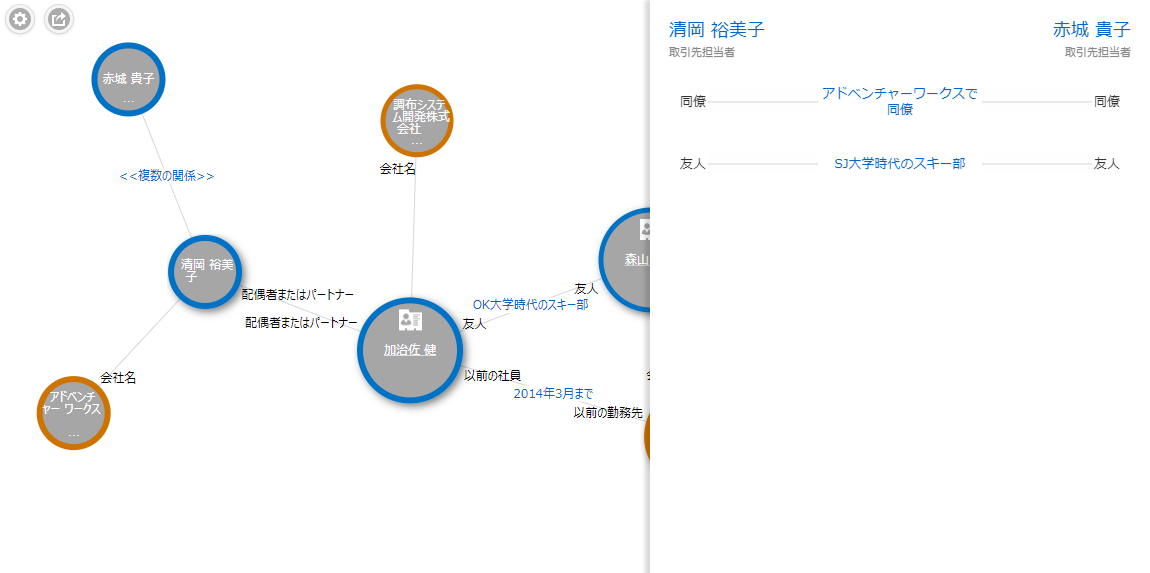 赤城 貴子
...
<<複数の関係>>
清岡 裕美
子
会社名
アドベンチ
ャー ワークス
...
調布システ
ム開発株式
会社
...
会社名
配偶者またはパートナー
配偶者またはパートナー
加治佐 健
友人
OK大学時代のスキー部
友人
森山
以前の社員
2014年3月まで
以前の勤務先
清岡 裕美子
取引先担当者
赤城 貴子
取引先担当者
同僚
アドベンチャーワークスで
同僚
同僚
友人
SJ大学時代のスキー部
友人